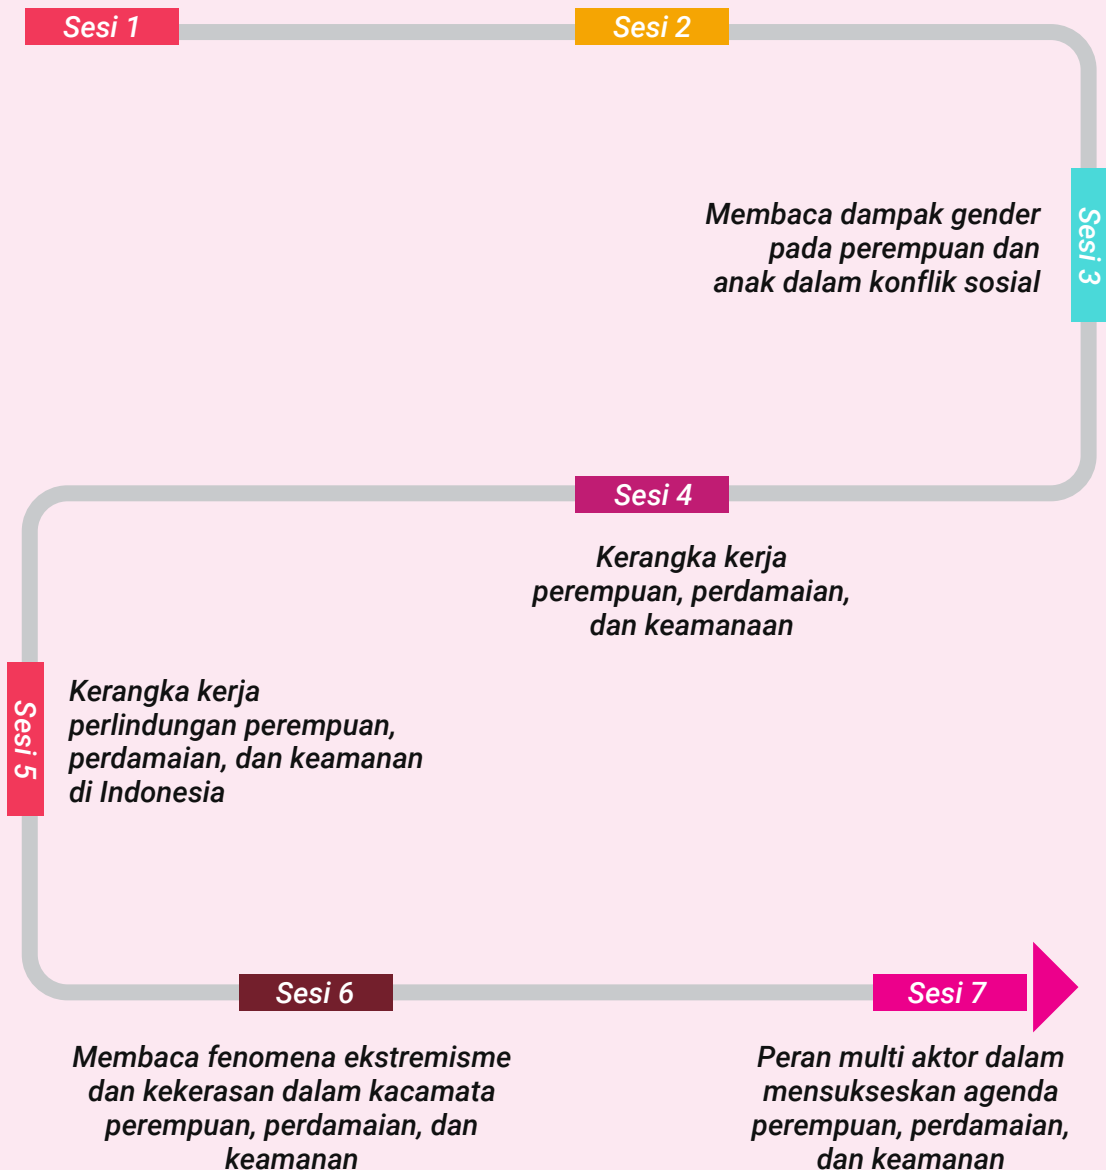 Sesi 1
Sesi 2
Membaca dampak gender
pada perempuan dan
anak dalam konflik sosial
Sesi 3
Sesi 4
Kerangka kerja
perempuan, perdamaian,
dan keamanaan
Sesi 5
Kerangka kerja
perlindungan perempuan,
perdamaian, dan keamanan
di Indonesia
Sesi 6
Membaca fenomena ekstremisme
dan kekerasan dalam kacamata
perempuan, perdamaian, dan
keamanan
Sesi 7
Peran multi aktor dalam
mensukseskan agenda
perempuan, perdamaian,
dan keamanan